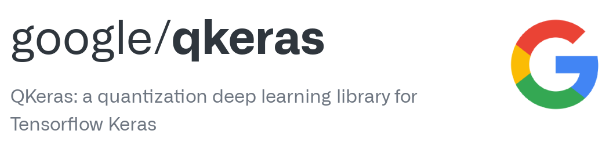 google/qkeras
QKeras: a quantization deep learning library for
Tensorflow Keras